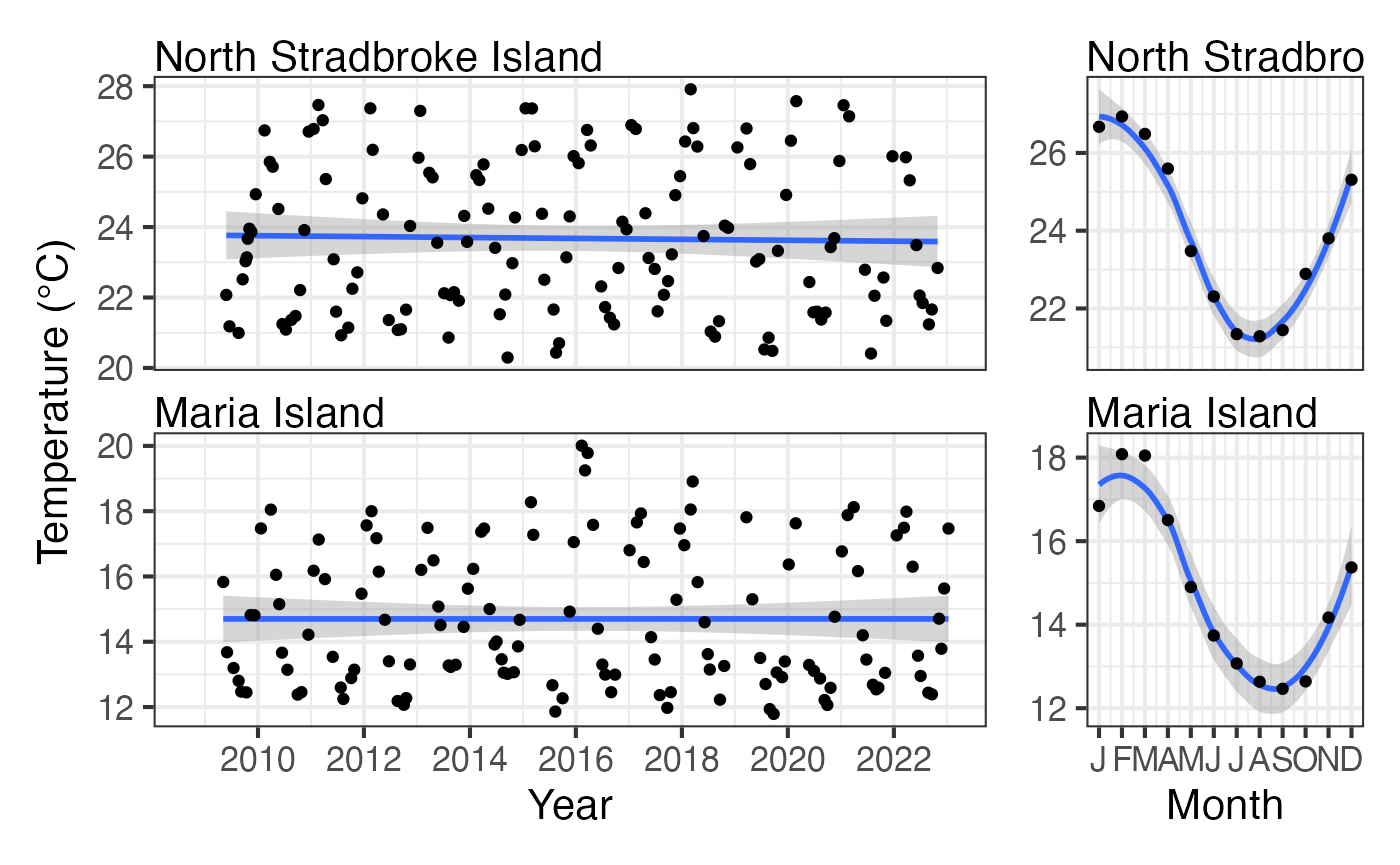 North Stradbroke Island
North Stradbro
28
26
24
22
20
26
24
22
Temperature (°C)
Maria Island
Maria Island
20
18
16
14
12
18
16
14
12
2010 2012 2014 2016 2018 2020 2022
J F M A M J J A S O N D
Year
Month